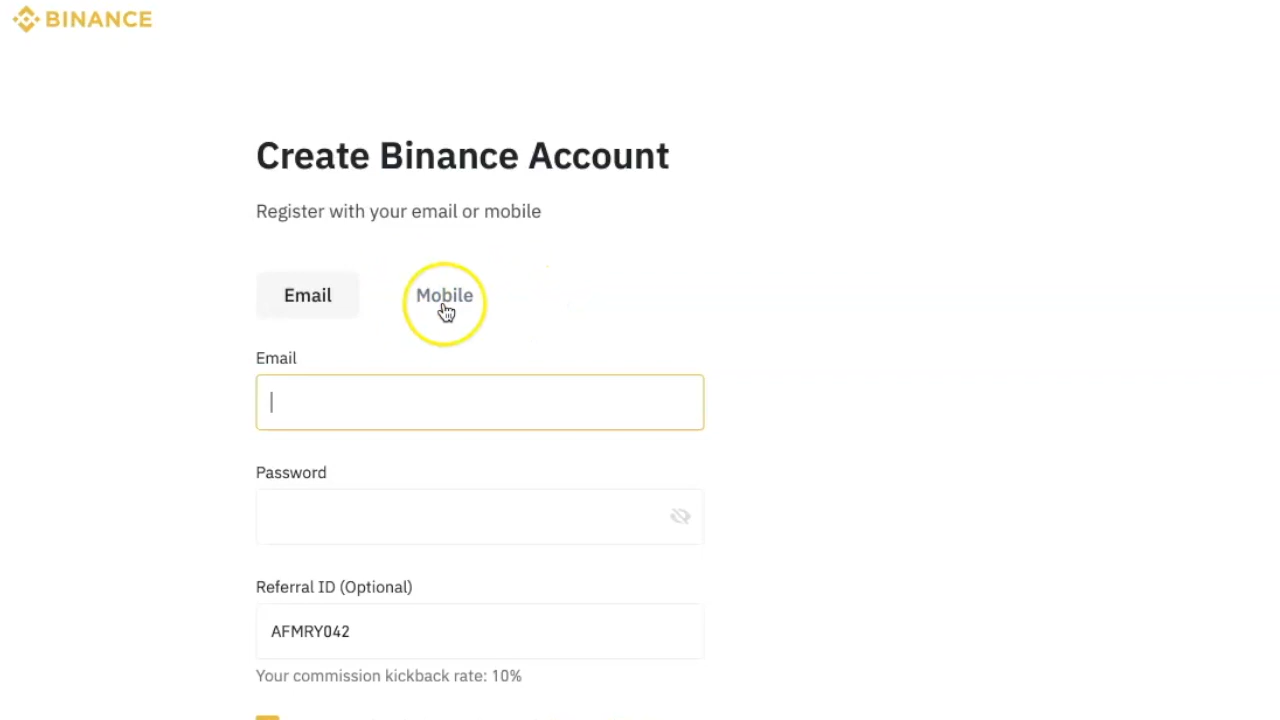 BINANCE
Create Binance Account
Register with your email or mobile
Email Mobile
Email
Password
Referral ID (Optional)
AFMRY042
Your commission kickback rate: 10%